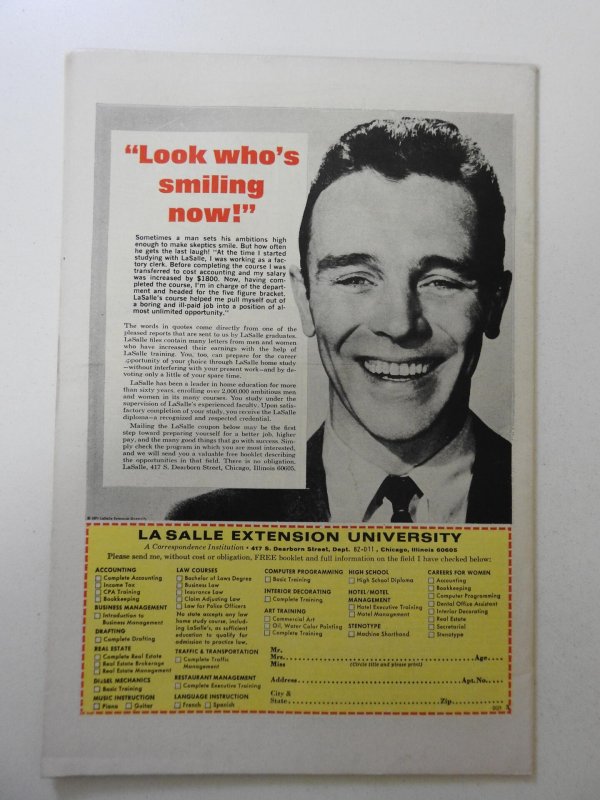 “Look who’s
smiling
now!”
Sometimes a man sets his ambitions high
enough to make skeptics smile. But how often
he gets the last laugh! “At the time I started
studying with LaSalle, I was working as a fac-
tory clerk. Before completing the course I was
transferred to cost accounting and my salary
was increased by $1800. Now, having com-
pleted the course, I’m in charge of the depart-
ment and headed for the five figure bracket.
LaSalle’s course helped me pull myself out of
a boring and ill-paid job into a position of al-
most unlimited opportunity.”
The words in quotes come directly from one of the
pleased reports that are sent to us by LaSalle graduates.
LaSalle files contain many letters from men and women
who have increased their earnings with the help of
LaSalle training. You, too, can prepare for the career
opportunity of your choice through LaSalle home study
—without interfering with your present work—and by de-
voting only a little of your spare time.
LaSalle has been a leader in home education for more
than sixty years, enrolling over 2,000,000 ambitious men
and women in its many courses. You study under the
supervision of LaSalle’s experienced faculty. Upon satis-
factory completion of your study, you receive the LaSalle
diploma—a recognized and respected credential.
Mailing the LaSalle coupon below may be the first
step toward preparing yourself for a better job, higher
pay, and the many good things that go with success. Sim-
ply check the program in which you are most interested,
and we will send you a valuable free booklet describing
the opportunities in that field. There is no obligation.
LaSalle, 417 S. Dearborn Street, Chicago, Illinois 60605.
© 1971 LaSalle Extension University
LA SALLE EXTENSION UNIVERSITY
A Correspondence Institution • 417 S. Dearborn Street, Dept. 82-011, Chicago, Illinois 60605
Please send me, without cost or obligation, FREE booklet and full information on the field I have checked below:
ACCOUNTING
Complete Accounting
Income Tax
CPA Training
Bookkeeping
BUSINESS MANAGEMENT
Introduction to
Business Management
DRAFTING
Complete Drafting
REAL ESTATE
Complete Real Estate
Real Estate Brokerage
Real Estate Management
DIESEL MECHANICS
Basic Training
MUSIC INSTRUCTION
Piano Guitar
LAW COURSES
Bachelor of Laws Degree
Business Law
Insurance Law
Claim Adjusting Law
Law for Police Officers
No state accepts any law
home study course, includ-
ing LaSalle's, as sufficient
education to qualify for
admission to practice law.
TRAFFIC & TRANSPORTATION
Complete Traffic
Management
RESTAURANT MANAGEMENT
Complete Executive Training
LANGUAGE INSTRUCTION
French Spanish
COMPUTER PROGRAMMING
Basic Training
INTERIOR DECORATING
Complete Training
ART TRAINING
Commercial Art
Oil, Water Color Painting
Complete Training
HIGH SCHOOL
High School Diploma
HOTEL/MOTEL
MANAGEMENT
Hotel Executive Training
Motel Management
STENOTYPE
Machine Shorthand
CAREERS FOR WOMEN
Accounting
Bookkeeping
Computer Programming
Dental Office Assistant
Interior Decorating
Real Estate
Secretarial
Stenotype
Mr.
Mrs. Age
Miss (Circle title and please print)
Address Apt. No.
City &
State Zip